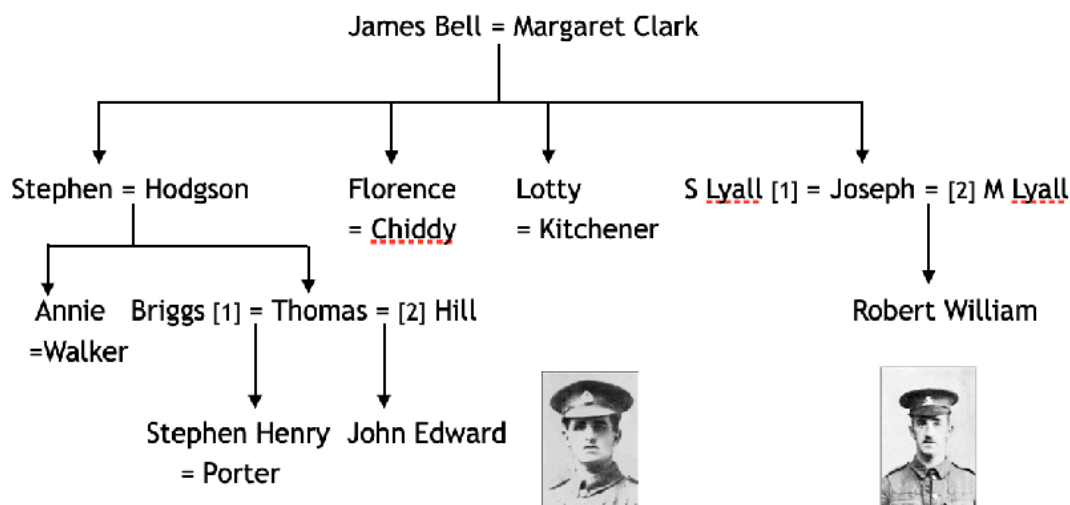 James Bell = Margaret Clark
Stephen = Hodgson
Florence
= Chiddy
Lotty
= Kitchener
S Lyall [1] = Joseph = [2] M Lyall
Annie
=Walker
Briggs [1] = Thomas = [2] Hill
Robert William
Stephen Henry
= Porter
John Edward